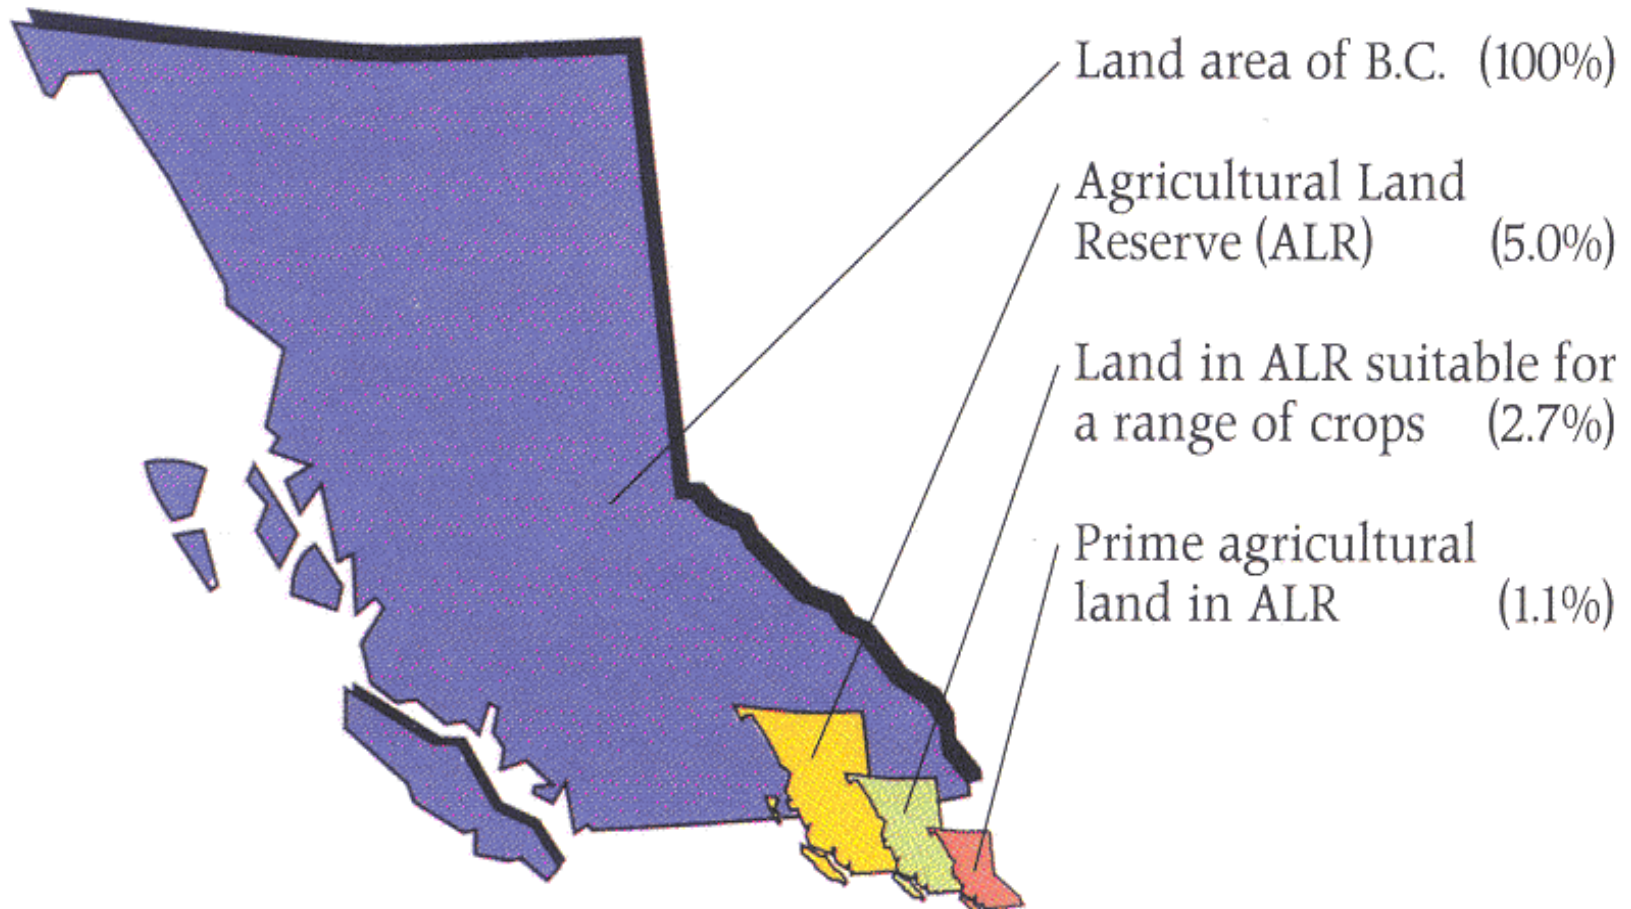 Land area of B.C. (100%)
Agricultural Land
Reserve (ALR) (5.0%)
Land in ALR suitable for
a range of crops (2.7%)
Prime agricultural
land in ALR (1.1%)